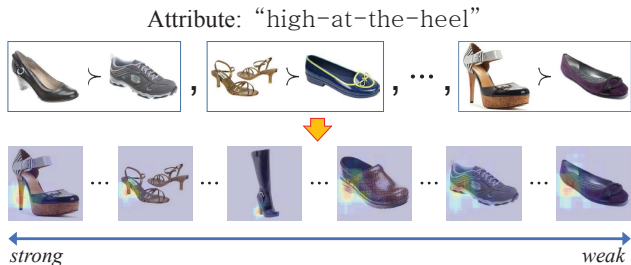 Attribute: “high-at-the-heel”
≻ , ≻ , ··· , ≻
··· ··· ··· ··· ···
strong weak